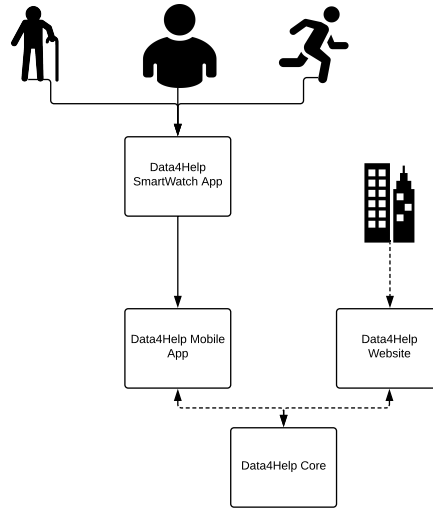 Data4Help
SmartWatch App
Data4Help Mobile
App
Data4Help
Website
Data4Help Core